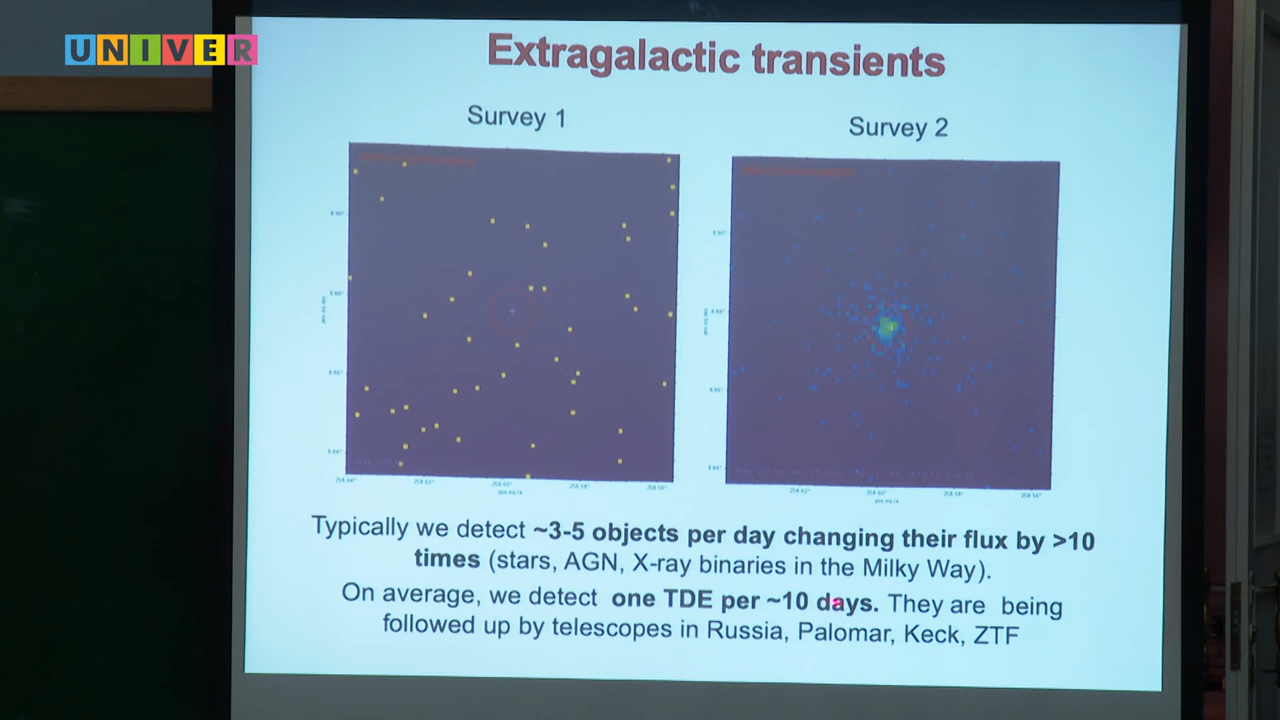 UNIVER
Extragalactic transients
Survey 1
Survey 2
Typically we detect ~3-5 objects per day changing their flux by >10
times (stars, AGN, X-ray binaries in the Milky Way).
On average, we detect one TDE per ~10 days. They are being
followed up by telescopes in Russia, Palomar, Keck, ZTF